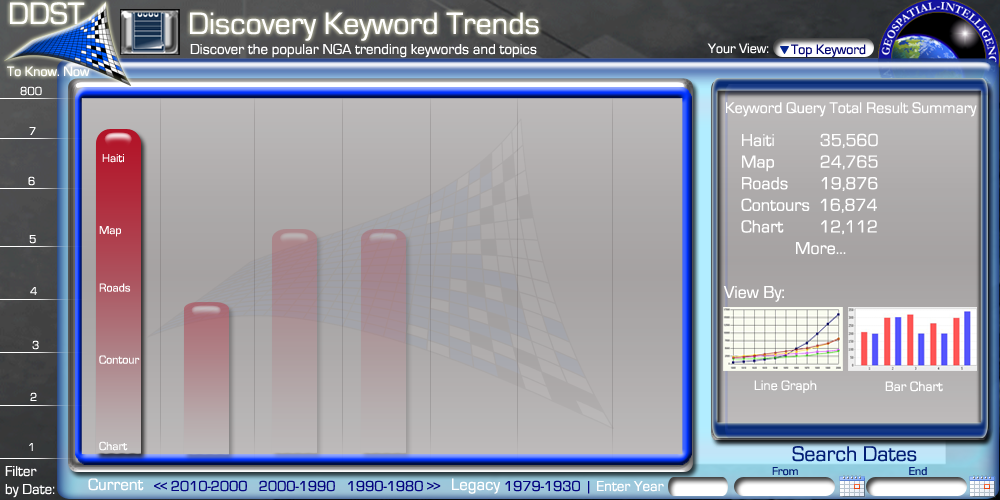 DDST
To Know. Now
Discovery Keyword Trends
Discover the popular NGA trending keywords and topics
Your View: ▼Top Keyword
GEOSPATIAL-INTELLIGENC
800
7
6
5
4
3
2
1
Haiti
Map
Roads
Contour
Chart
Keyword Query Total Result Summary
Haiti 35,560
Map 24,765
Roads 19,876
Contours 16,874
Chart 12,112
More...
View By:
Line Graph
Bar Chart
Filter
by Date:
Current << 2010-2000 2000-1990 1990-1980 >> Legacy 1979-1930 | Enter Year
Search Dates
From
End